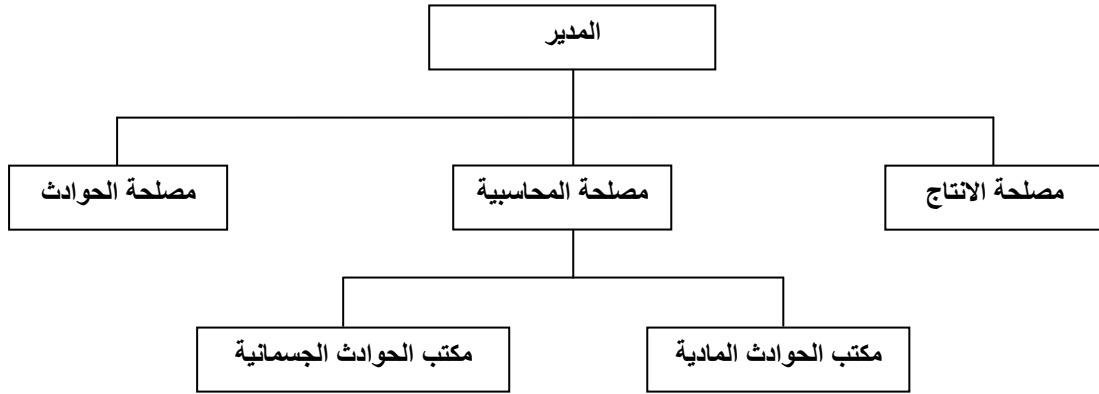 المدير
مصلحة الانتاج
مصلحة المحاسبية
مصلحة الحوادث
مكتب الحوادث المادية
مكتب الحوادث الجسمانية